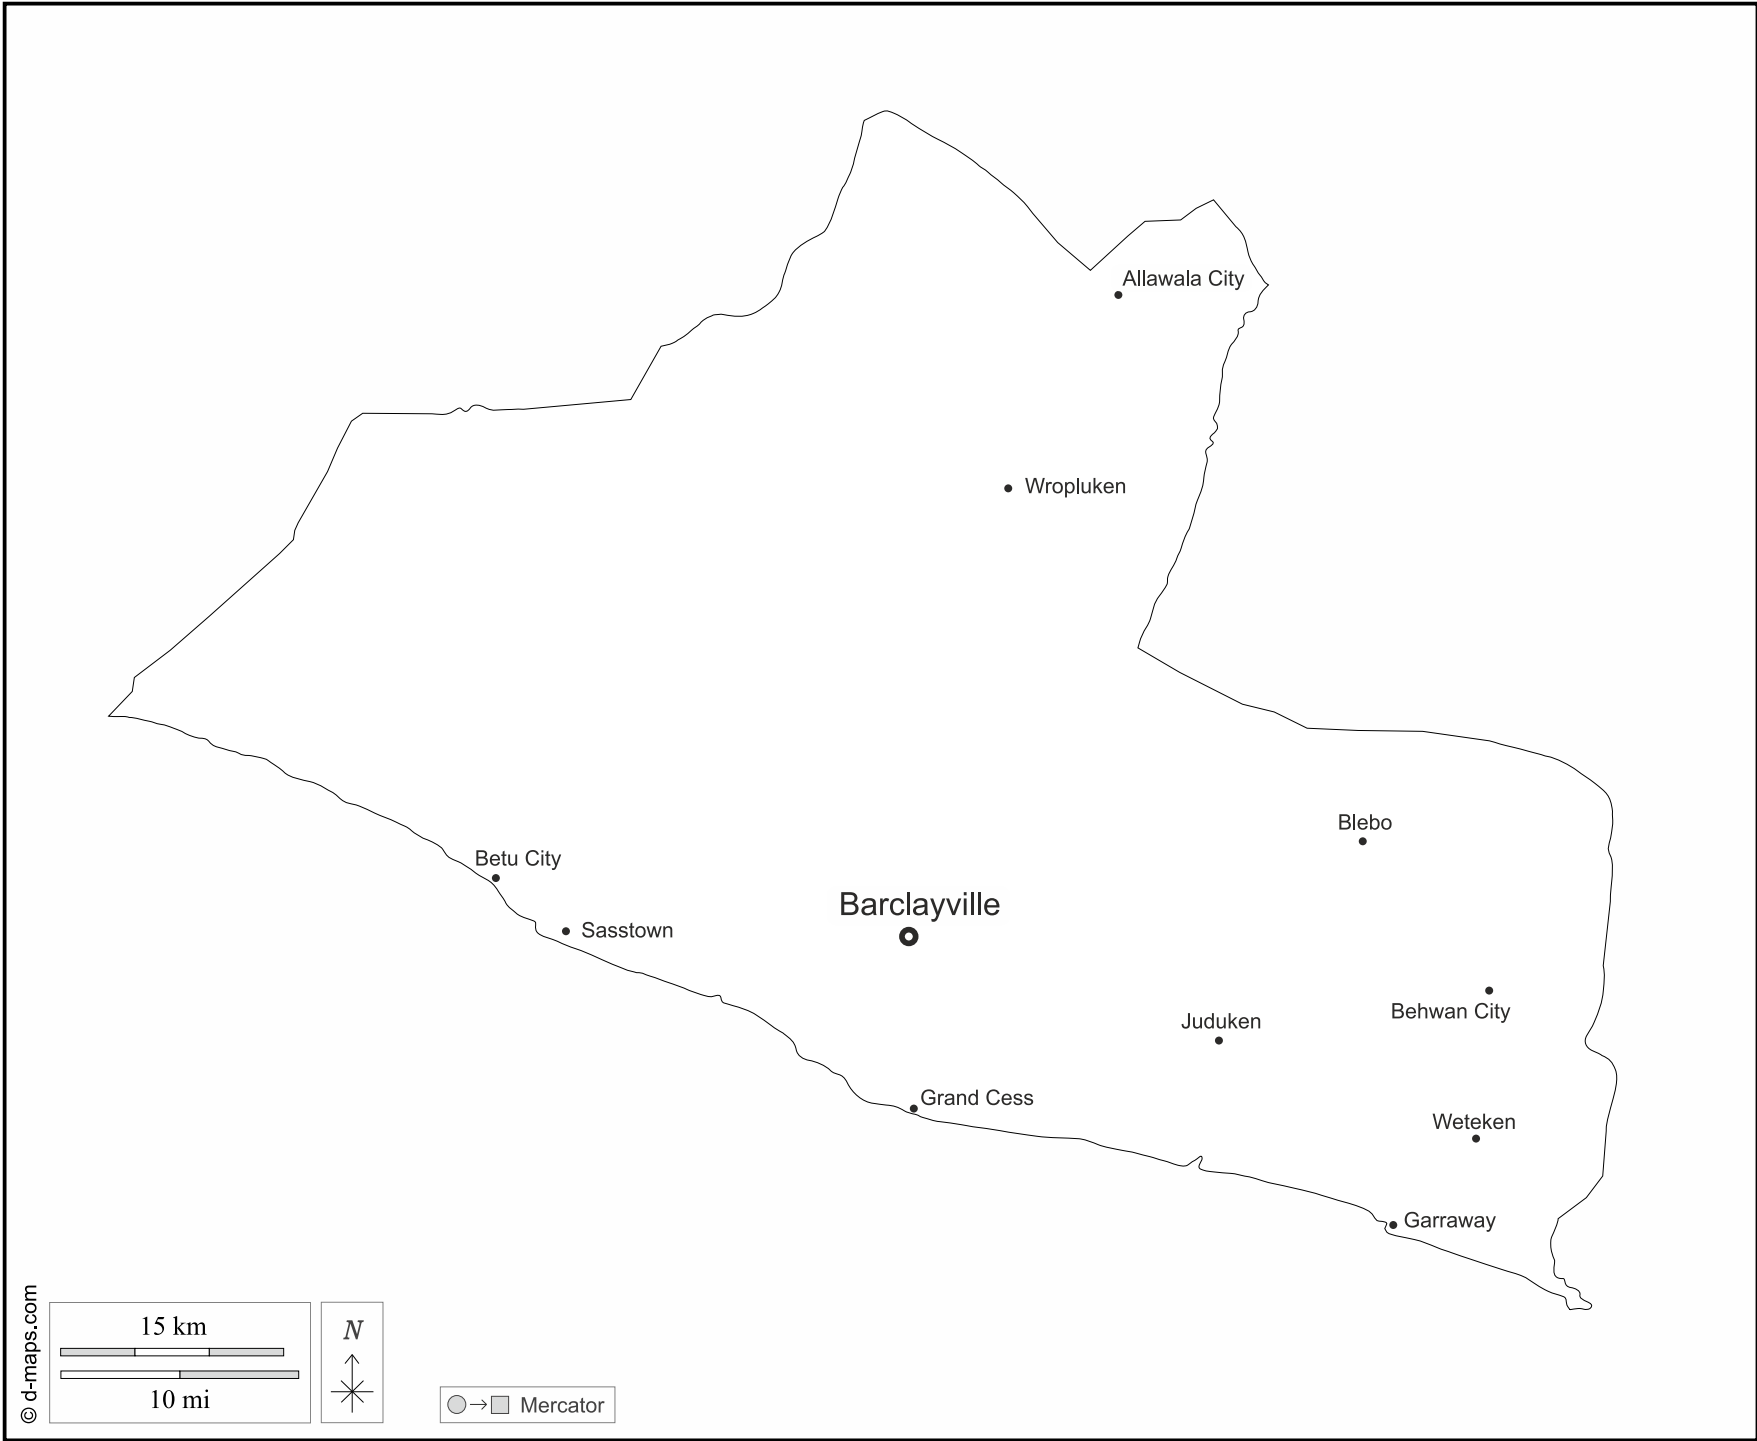 Allawala City
Wropluken
Blebo
Betu City
Barclayville
Sasstown
Behwan City
Juduken
Grand Cess
Weteken
Garraway
© d-maps.com
15 km
10 mi
N
Mercator